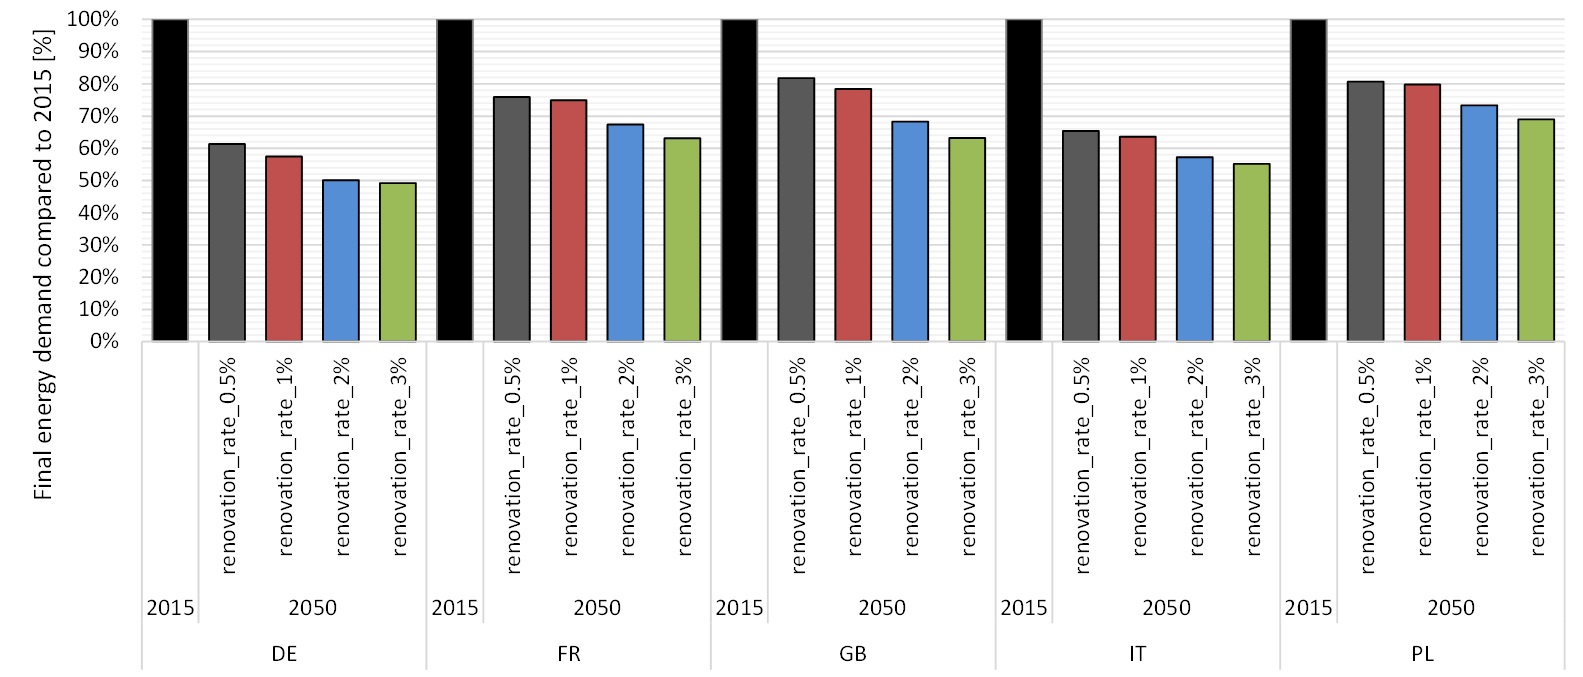 Final energy demand compared to 2015 [%]
100%
90%
80%
70%
60%
50%
40%
30%
20%
10%
0%
renovation_rate_0.5%
renovation_rate_1%
renovation_rate_2%
renovation_rate_3%
renovation_rate_0.5%
renovation_rate_1%
renovation_rate_2%
renovation_rate_3%
renovation_rate_0.5%
renovation_rate_1%
renovation_rate_2%
renovation_rate_3%
renovation_rate_0.5%
renovation_rate_1%
renovation_rate_2%
renovation_rate_3%
renovation_rate_0.5%
renovation_rate_1%
renovation_rate_2%
renovation_rate_3%
2015 2050 2015 2050 2015 2050 2015 2050 2015 2050
DE FR GB IT PL